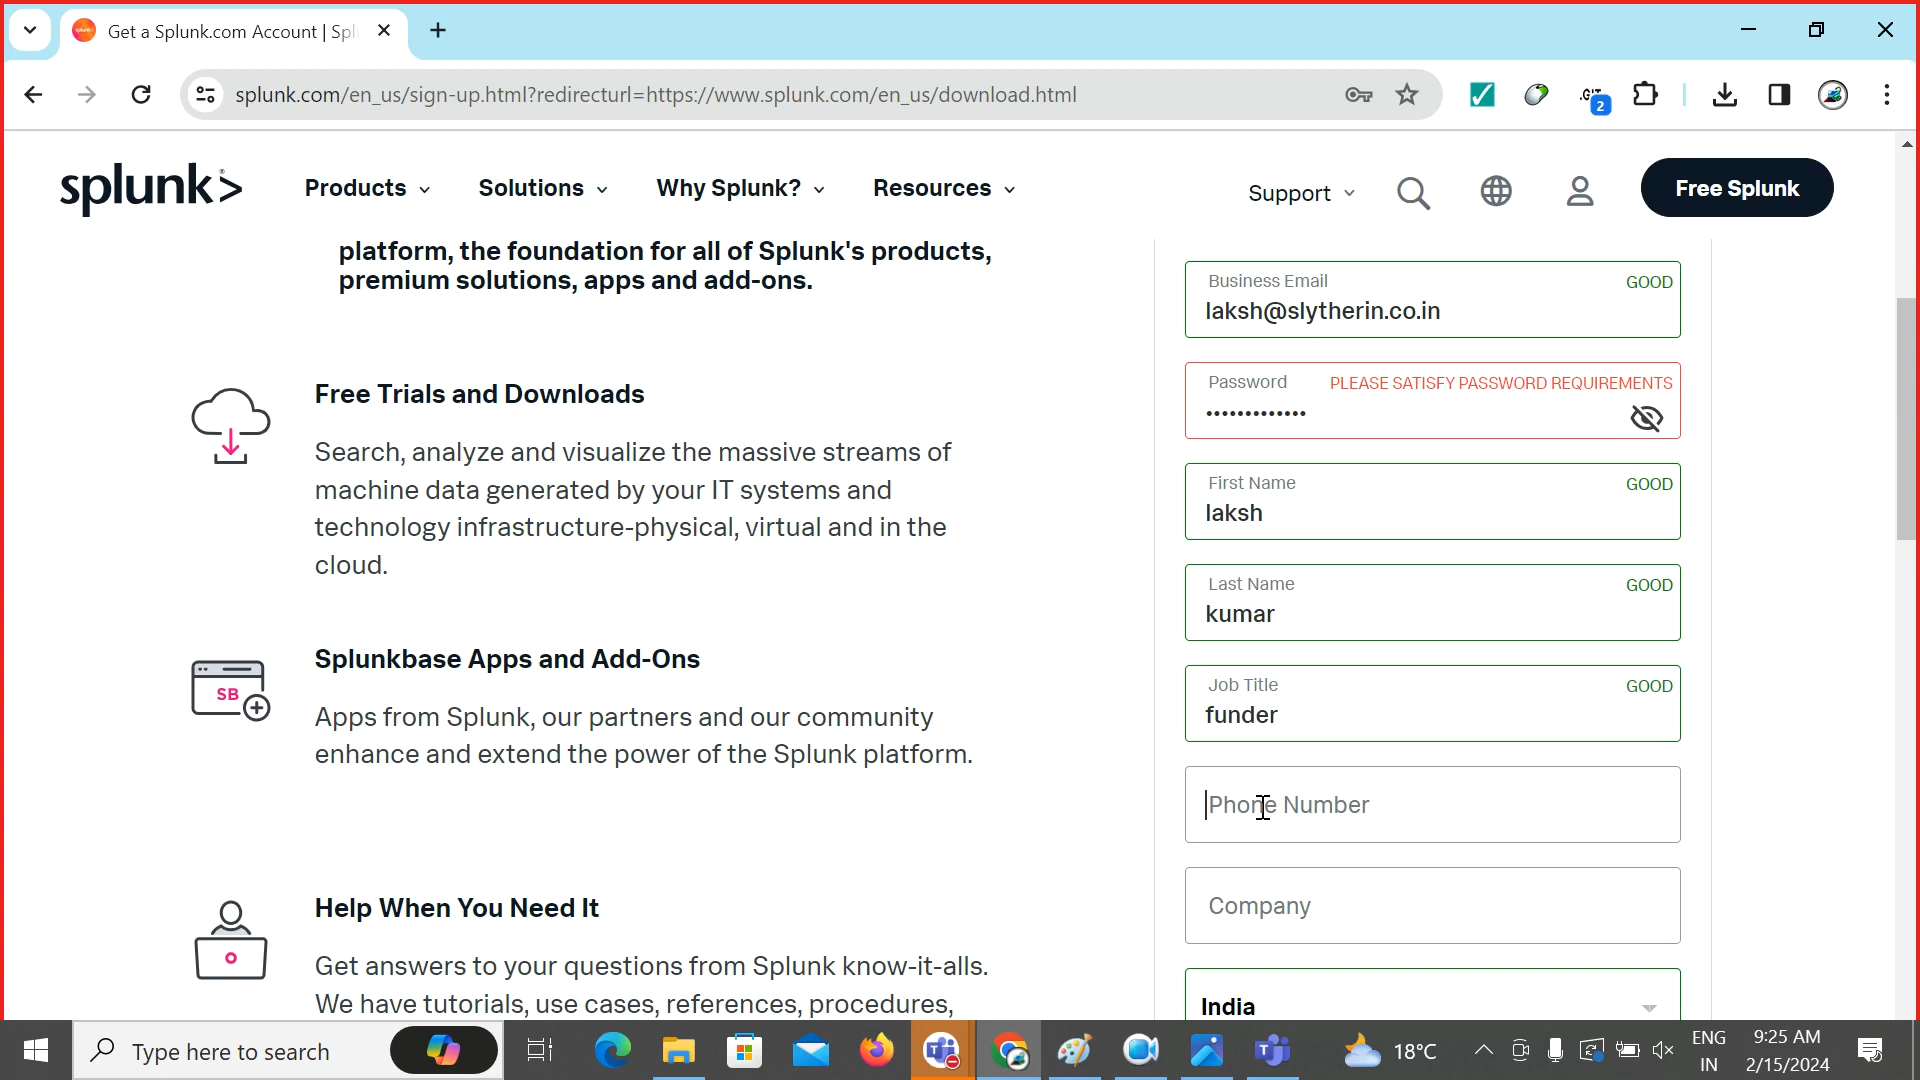 Get a Splunk.com Account | Spl
splunk.com/en_us/sign-up.html?redirecturl=https://www.splunk.com/en_us/download.html
.GIT
2
splunk>
Products
Solutions
Why Splunk?
Resources
Support
Free Splunk
platform, the foundation for all of Splunk's products,
premium solutions, apps and add-ons.
Free Trials and Downloads
Search, analyze and visualize the massive streams of
machine data generated by your IT systems and
technology infrastructure-physical, virtual and in the
cloud.
SB
Splunkbase Apps and Add-Ons
Apps from Splunk, our partners and our community
enhance and extend the power of the Splunk platform.
Help When You Need It
Get answers to your questions from Splunk know-it-alls.
We have tutorials, use cases, references, procedures,
Business Email
GOOD
laksh@slytherin.co.in
Password
PLEASE SATISFY PASSWORD REQUIREMENTS
•••••••••••••
First Name
GOOD
laksh
Last Name
GOOD
kumar
Job Title
GOOD
funder
Phone Number
Company
India
Type here to search
18°C
ENG
IN
9:25 AM
2/15/2024